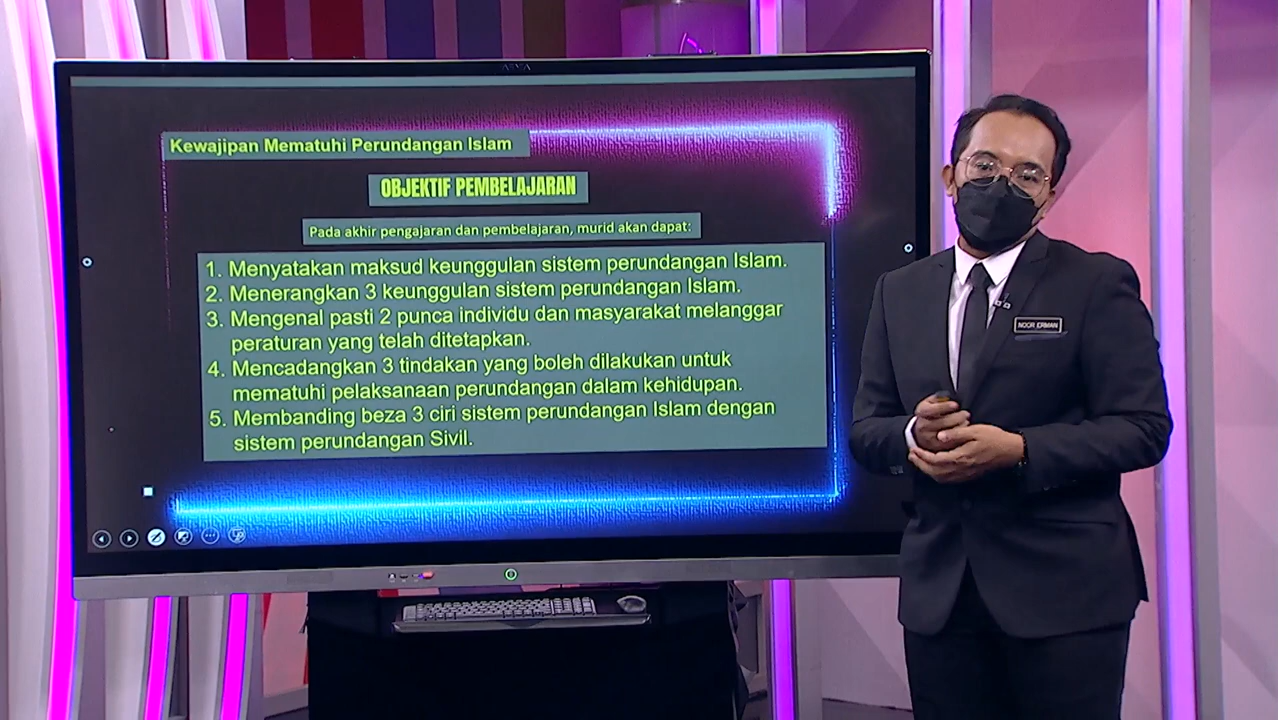 Kewajipan Mematuhi Perundangan Islam
OBJEKTIF PEMBELAJARAN
Pada akhir pengajaran dan pembelajaran, murid akan dapat:
1. Menyatakan maksud keunggulan sistem perundangan Islam.
2. Menerangkan 3 keunggulan sistem perundangan Islam.
3. Mengenal pasti 2 punca individu dan masyarakat melanggar
peraturan yang telah ditetapkan.
4. Mencadangkan 3 tindakan yang boleh dilakukan untuk
mematuhi pelaksanaan perundangan dalam kehidupan.
5. Membanding beza 3 ciri sistem perundangan Islam dengan
sistem perundangan Sivil.
NOOR ERMAN